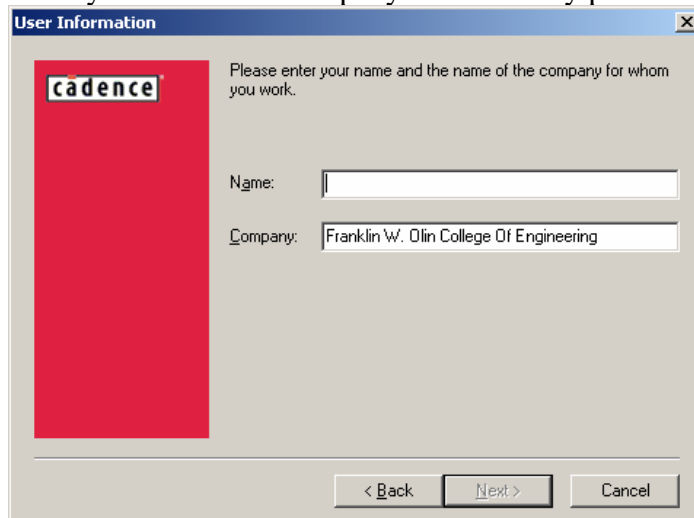 User Information
cādence
Please enter your name and the name of the company for whom
you work.
Name:
Company: Franklin W. Olin College Of Engineering
< Back Next > Cancel